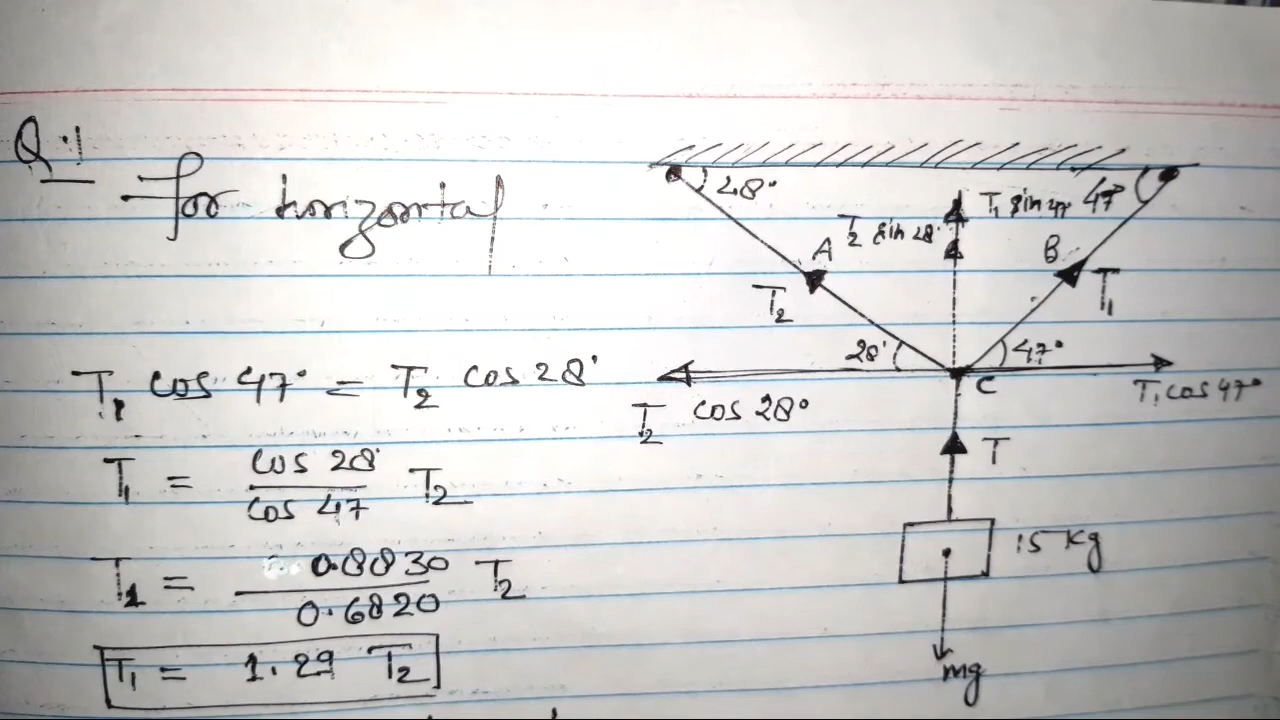 Q.1
For horizontal
T₁ cos 47° = T₂ cos 28°
T₁ = cos 28° / cos 47 T₂
T₁ = 0.8830 / 0.6820 T₂
T₁ = 1.29 T₂
28° 47°
T₂ sin 28° T₁ sin 47°
A B
T₂ T₁
28° 47°
C
T₂ cos 28° T₁ cos 47°
T
15 Kg
mg